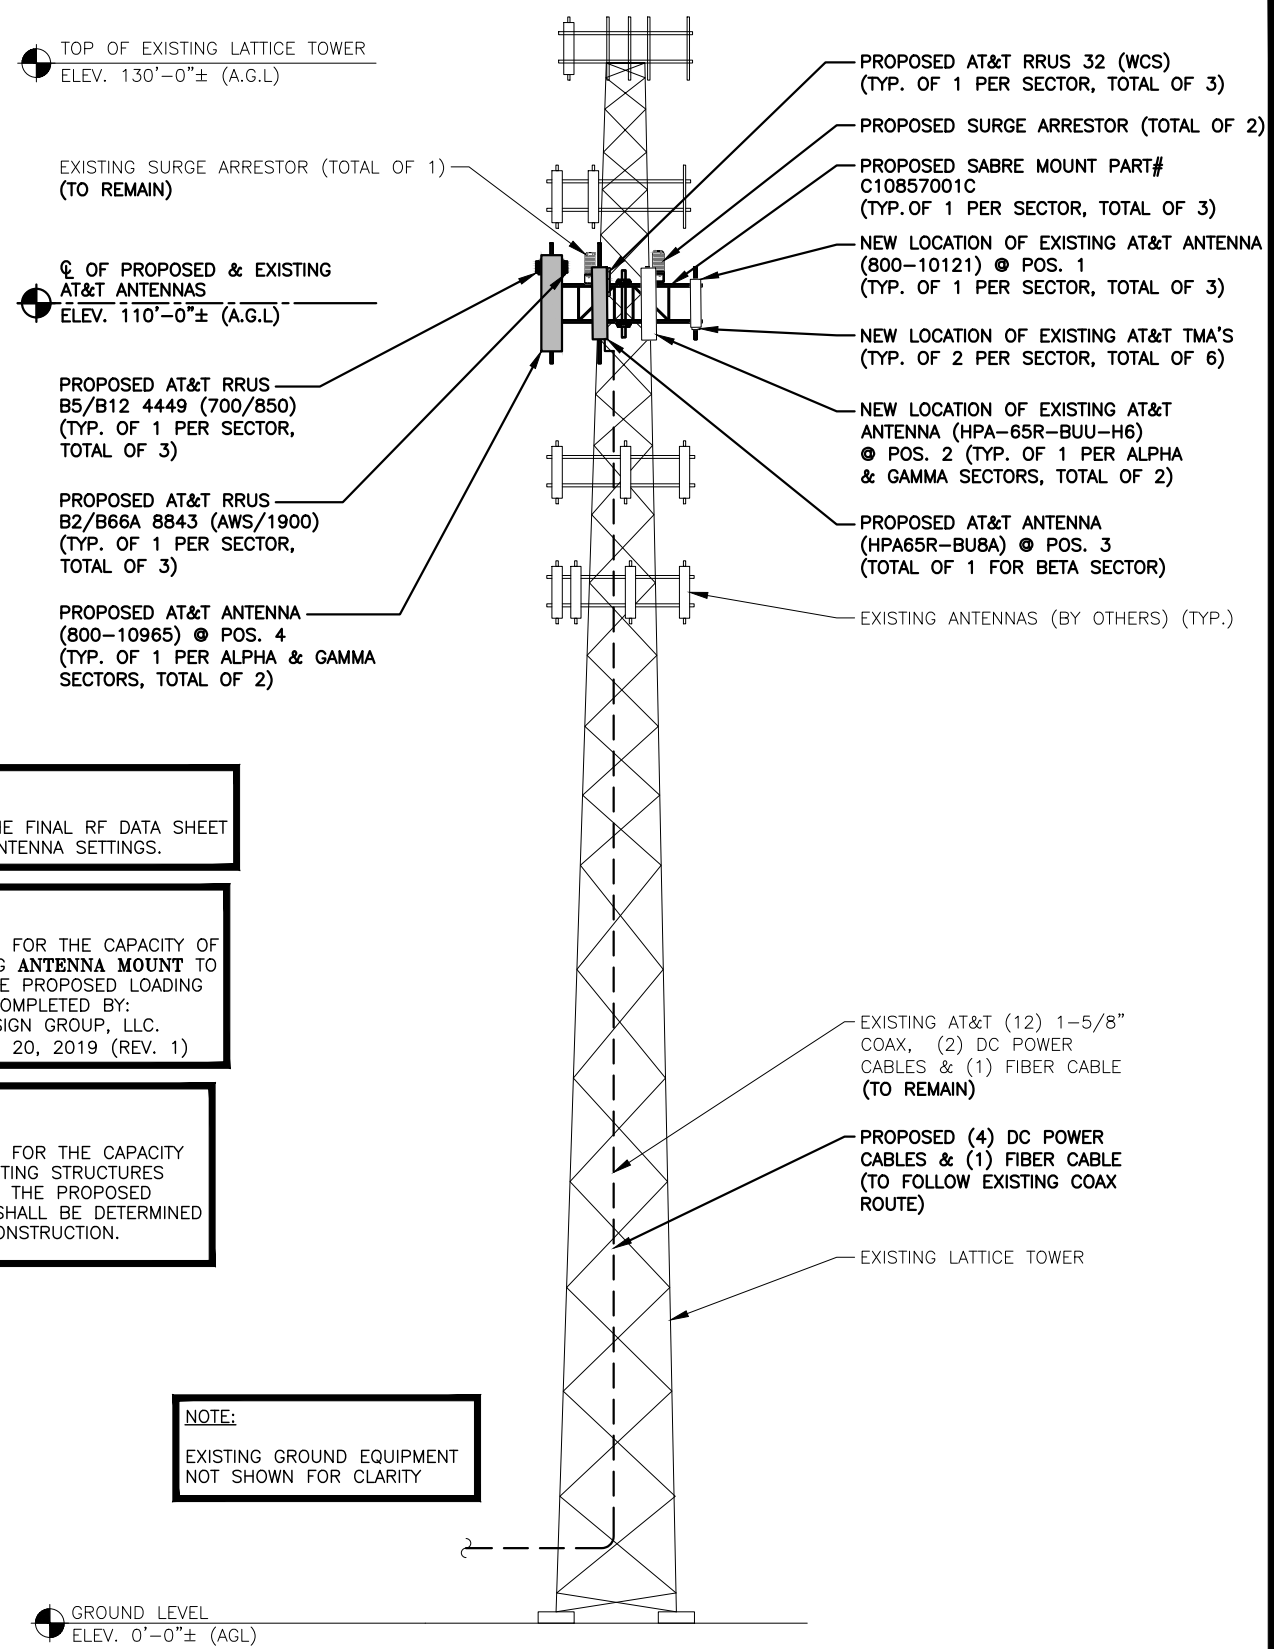 TOP OF EXISTING LATTICE TOWER
ELEV. 130'-0"± (A.G.L)
EXISTING SURGE ARRESTOR (TOTAL OF 1)
(TO REMAIN)
℄ OF PROPOSED & EXISTING
AT&T ANTENNAS
ELEV. 110'-0"± (A.G.L)
PROPOSED AT&T RRUS
B5/B12 4449 (700/850)
(TYP. OF 1 PER SECTOR,
TOTAL OF 3)
PROPOSED AT&T RRUS
B2/B66A 8843 (AWS/1900)
(TYP. OF 1 PER SECTOR,
TOTAL OF 3)
PROPOSED AT&T ANTENNA
(800-10965) @ POS. 4
(TYP. OF 1 PER ALPHA & GAMMA
SECTORS, TOTAL OF 2)
PROPOSED AT&T RRUS 32 (WCS)
(TYP. OF 1 PER SECTOR, TOTAL OF 3)
PROPOSED SURGE ARRESTOR (TOTAL OF 2)
PROPOSED SABRE MOUNT PART#
C10857001C
(TYP.OF 1 PER SECTOR, TOTAL OF 3)
NEW LOCATION OF EXISTING AT&T ANTENNA
(800-10121) @ POS. 1
(TYP. OF 1 PER SECTOR, TOTAL OF 3)
NEW LOCATION OF EXISTING AT&T TMA'S
(TYP. OF 2 PER SECTOR, TOTAL OF 6)
NEW LOCATION OF EXISTING AT&T
ANTENNA (HPA-65R-BUU-H6)
@ POS. 2 (TYP. OF 1 PER ALPHA
& GAMMA SECTORS, TOTAL OF 2)
PROPOSED AT&T ANTENNA
(HPA65R-BU8A) @ POS. 3
(TOTAL OF 1 FOR BETA SECTOR)
EXISTING ANTENNAS (BY OTHERS) (TYP.)
FINAL RF DATA SHEET
ANTENNA SETTINGS.
FOR THE CAPACITY OF
ANTENNA MOUNT TO
PROPOSED LOADING
COMPLETED BY:
DESIGN GROUP, LLC.
20, 2019 (REV. 1)
FOR THE CAPACITY
STRUCTURES
THE PROPOSED
SHALL BE DETERMINED
CONSTRUCTION.
EXISTING AT&T (12) 1-5/8"
COAX, (2) DC POWER
CABLES & (1) FIBER CABLE
(TO REMAIN)
PROPOSED (4) DC POWER
CABLES & (1) FIBER CABLE
(TO FOLLOW EXISTING COAX
ROUTE)
EXISTING LATTICE TOWER
NOTE:
EXISTING GROUND EQUIPMENT
NOT SHOWN FOR CLARITY
GROUND LEVEL
ELEV. 0'-0"± (AGL)